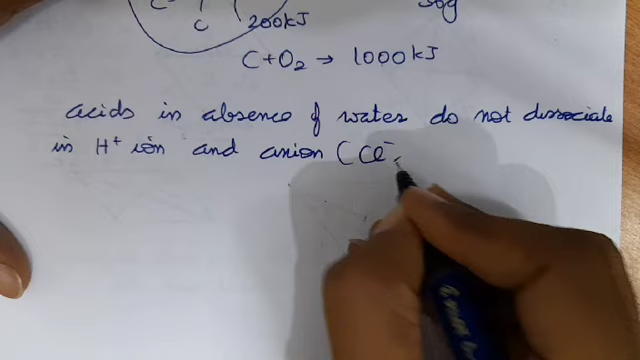 C
200kJ
C+O₂ → 1000kJ
acids in absence of water do not dissociate
in H⁺ ion and anion (Cl⁻,